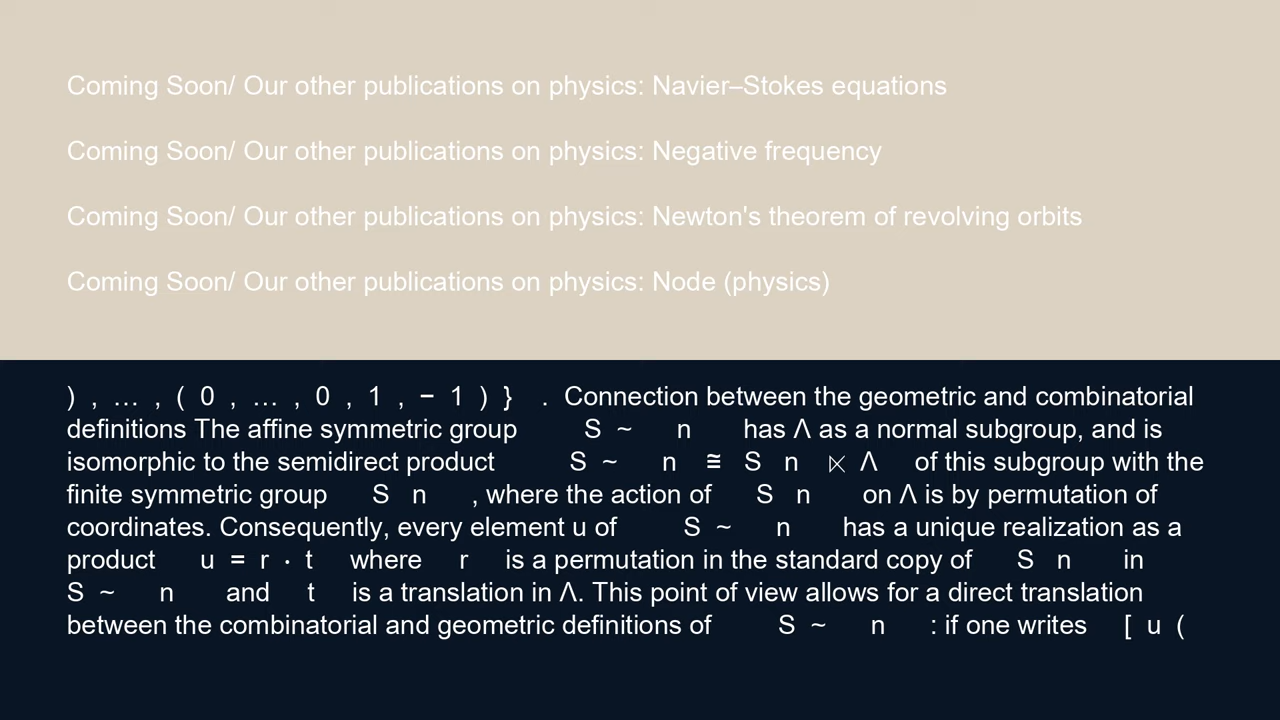 Coming Soon/ Our other publications on physics: Navier–Stokes equations
Coming Soon/ Our other publications on physics: Negative frequency
Coming Soon/ Our other publications on physics: Newton's theorem of revolving orbits
Coming Soon/ Our other publications on physics: Node (physics)
) , … , ( 0 , … , 0 , 1 , − 1 ) } . Connection between the geometric and combinatorial
definitions The affine symmetric group S ~ n has Λ as a normal subgroup, and is
isomorphic to the semidirect product S ~ n ≅ S n ⋉ Λ of this subgroup with the
finite symmetric group S n , where the action of S n on Λ is by permutation of
coordinates. Consequently, every element u of S ~ n has a unique realization as a
product u = r ⋅ t where r is a permutation in the standard copy of S n in
S ~ n and t is a translation in Λ. This point of view allows for a direct translation
between the combinatorial and geometric definitions of S ~ n : if one writes [ u (